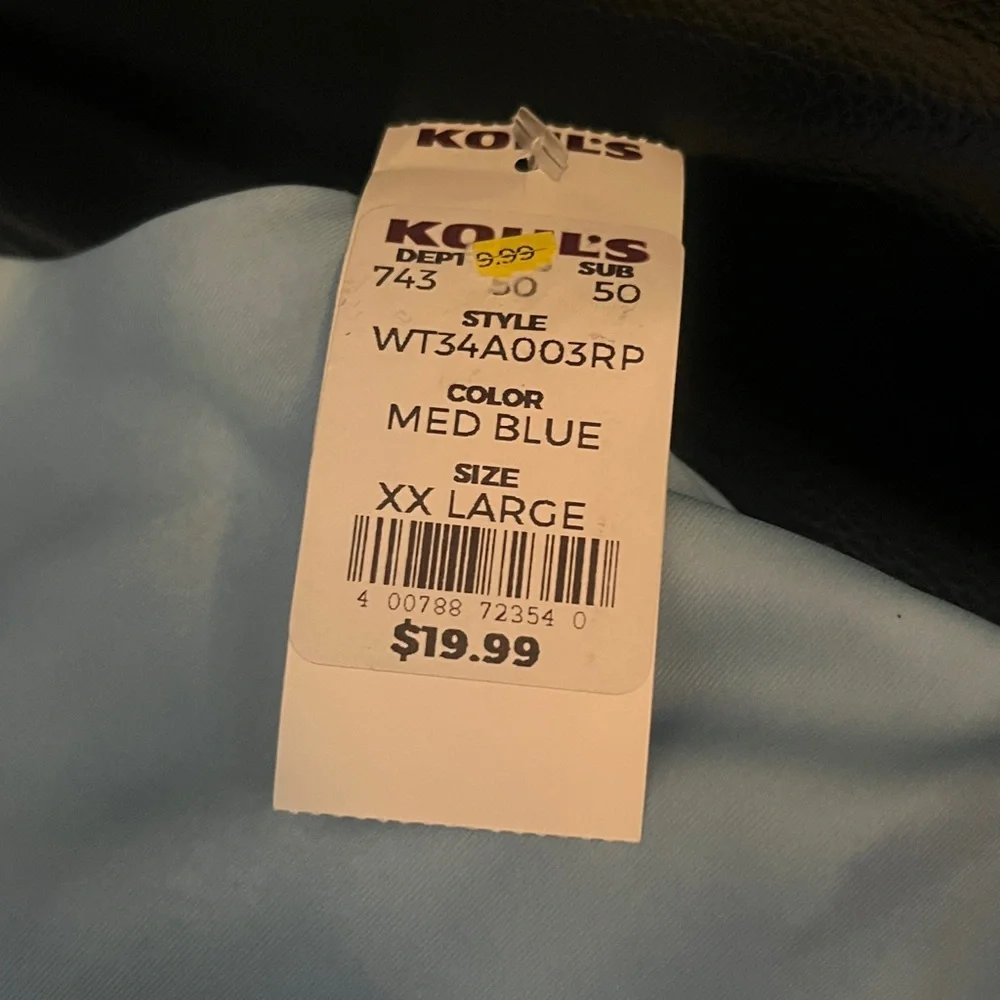 KOHL'S
KOHL'S
DEPT 9.99 SUB
743 50 50
STYLE
WT34A003RP
COLOR
MED BLUE
SIZE
XX LARGE
4 00788 72354 0
$19.99